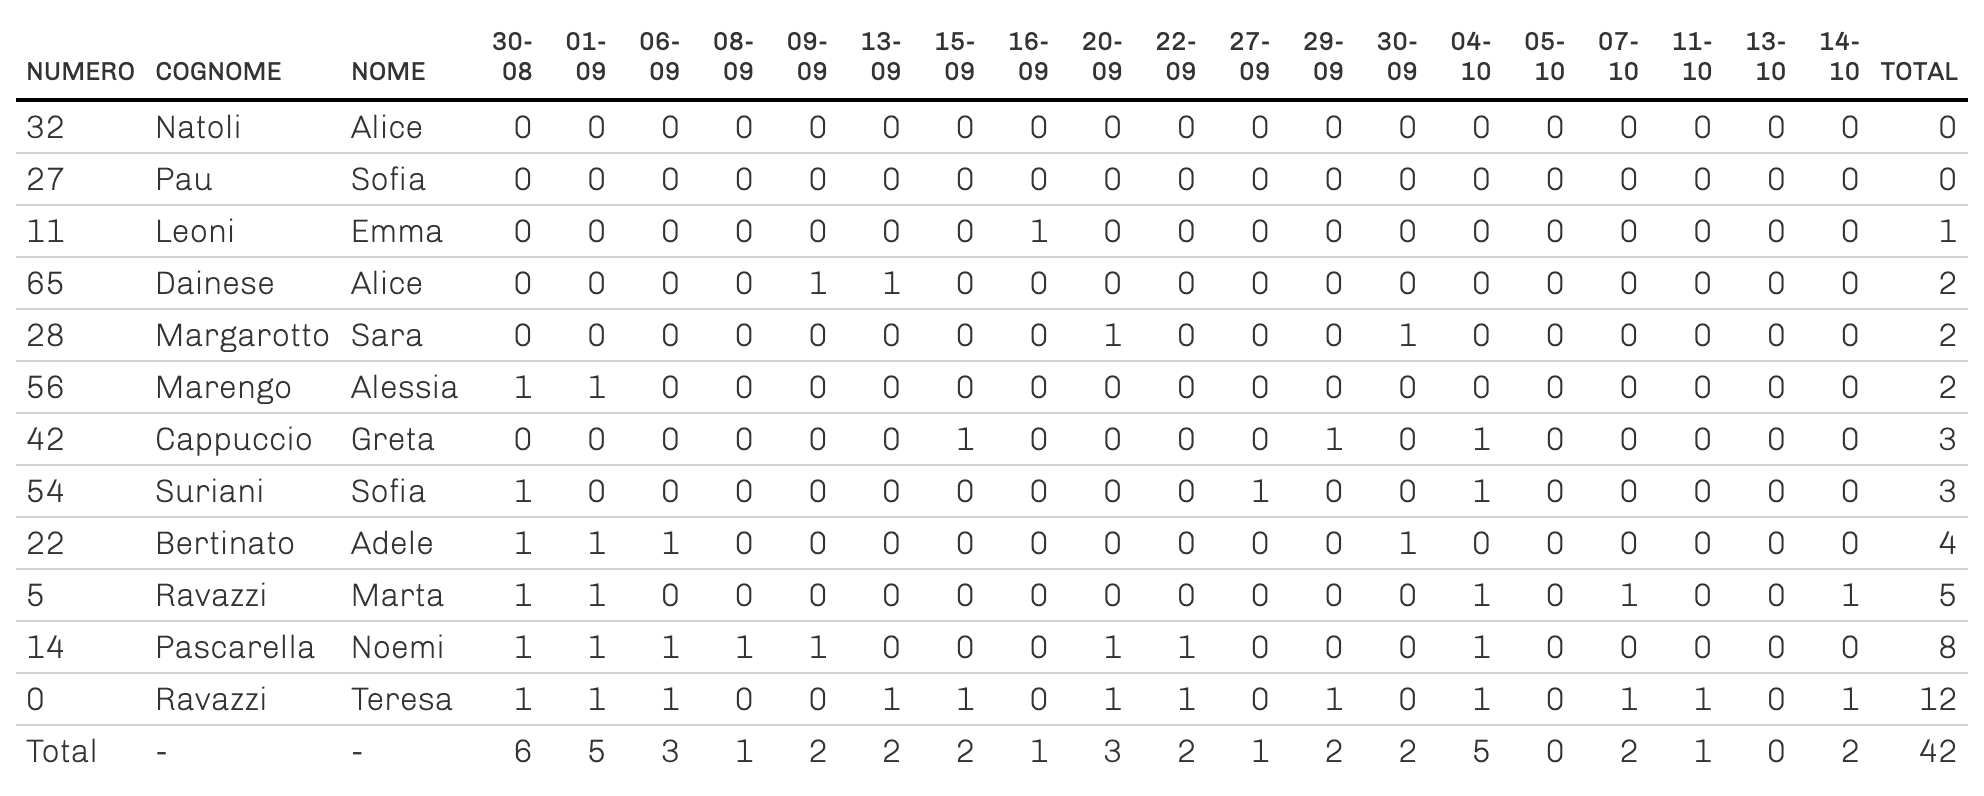 30- 01- 06- 08- 09- 13- 15- 16- 20- 22- 27- 29- 30- 04- 05- 07- 11- 13- 14-
NUMERO COGNOME NOME 08 09 09 09 09 09 09 09 09 09 09 09 09 10 10 10 10 10 10 TOTAL
32 Natoli Alice 0 0 0 0 0 0 0 0 0 0 0 0 0 0 0 0 0 0 0 0
27 Pau Sofia 0 0 0 0 0 0 0 0 0 0 0 0 0 0 0 0 0 0 0 0
11 Leoni Emma 0 0 0 0 0 0 0 1 0 0 0 0 0 0 0 0 0 0 0 1
65 Dainese Alice 0 0 0 0 1 1 0 0 0 0 0 0 0 0 0 0 0 0 0 2
28 Margarotto Sara 0 0 0 0 0 0 0 0 1 0 0 0 1 0 0 0 0 0 0 2
56 Marengo Alessia 1 1 0 0 0 0 0 0 0 0 0 0 0 0 0 0 0 0 0 2
42 Cappuccio Greta 0 0 0 0 0 0 1 0 0 0 0 1 0 1 0 0 0 0 0 3
54 Suriani Sofia 1 0 0 0 0 0 0 0 0 0 1 0 0 1 0 0 0 0 0 3
22 Bertinato Adele 1 1 1 0 0 0 0 0 0 0 0 0 1 0 0 0 0 0 0 4
5 Ravazzi Marta 1 1 0 0 0 0 0 0 0 0 0 0 0 1 0 1 0 0 1 5
14 Pascarella Noemi 1 1 1 1 1 0 0 0 1 1 0 0 0 1 0 0 0 0 0 8
0 Ravazzi Teresa 1 1 1 0 0 1 1 0 1 1 0 1 0 1 0 1 1 0 1 12
Total - - 6 5 3 1 2 2 2 1 3 2 1 2 2 5 0 2 1 0 2 42